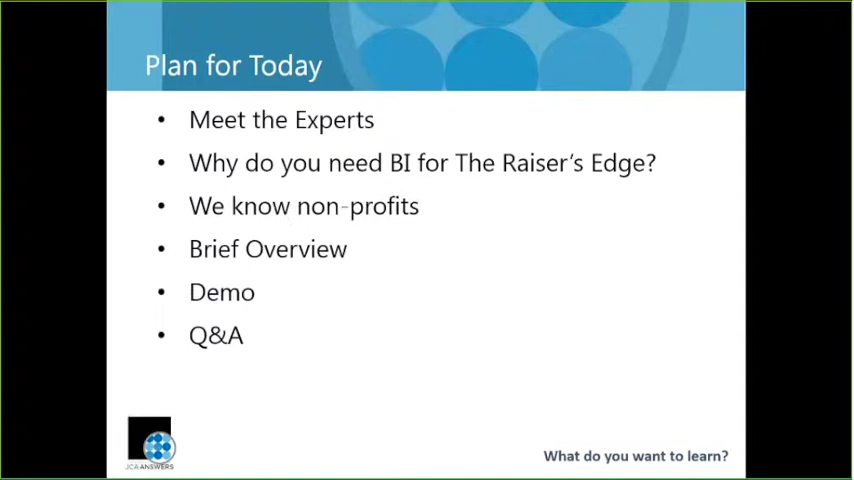 Plan for Today
• Meet the Experts
• Why do you need BI for The Raiser’s Edge?
• We know non-profits
• Brief Overview
• Demo
• Q&A
JCA ANSWERS
What do you want to learn?